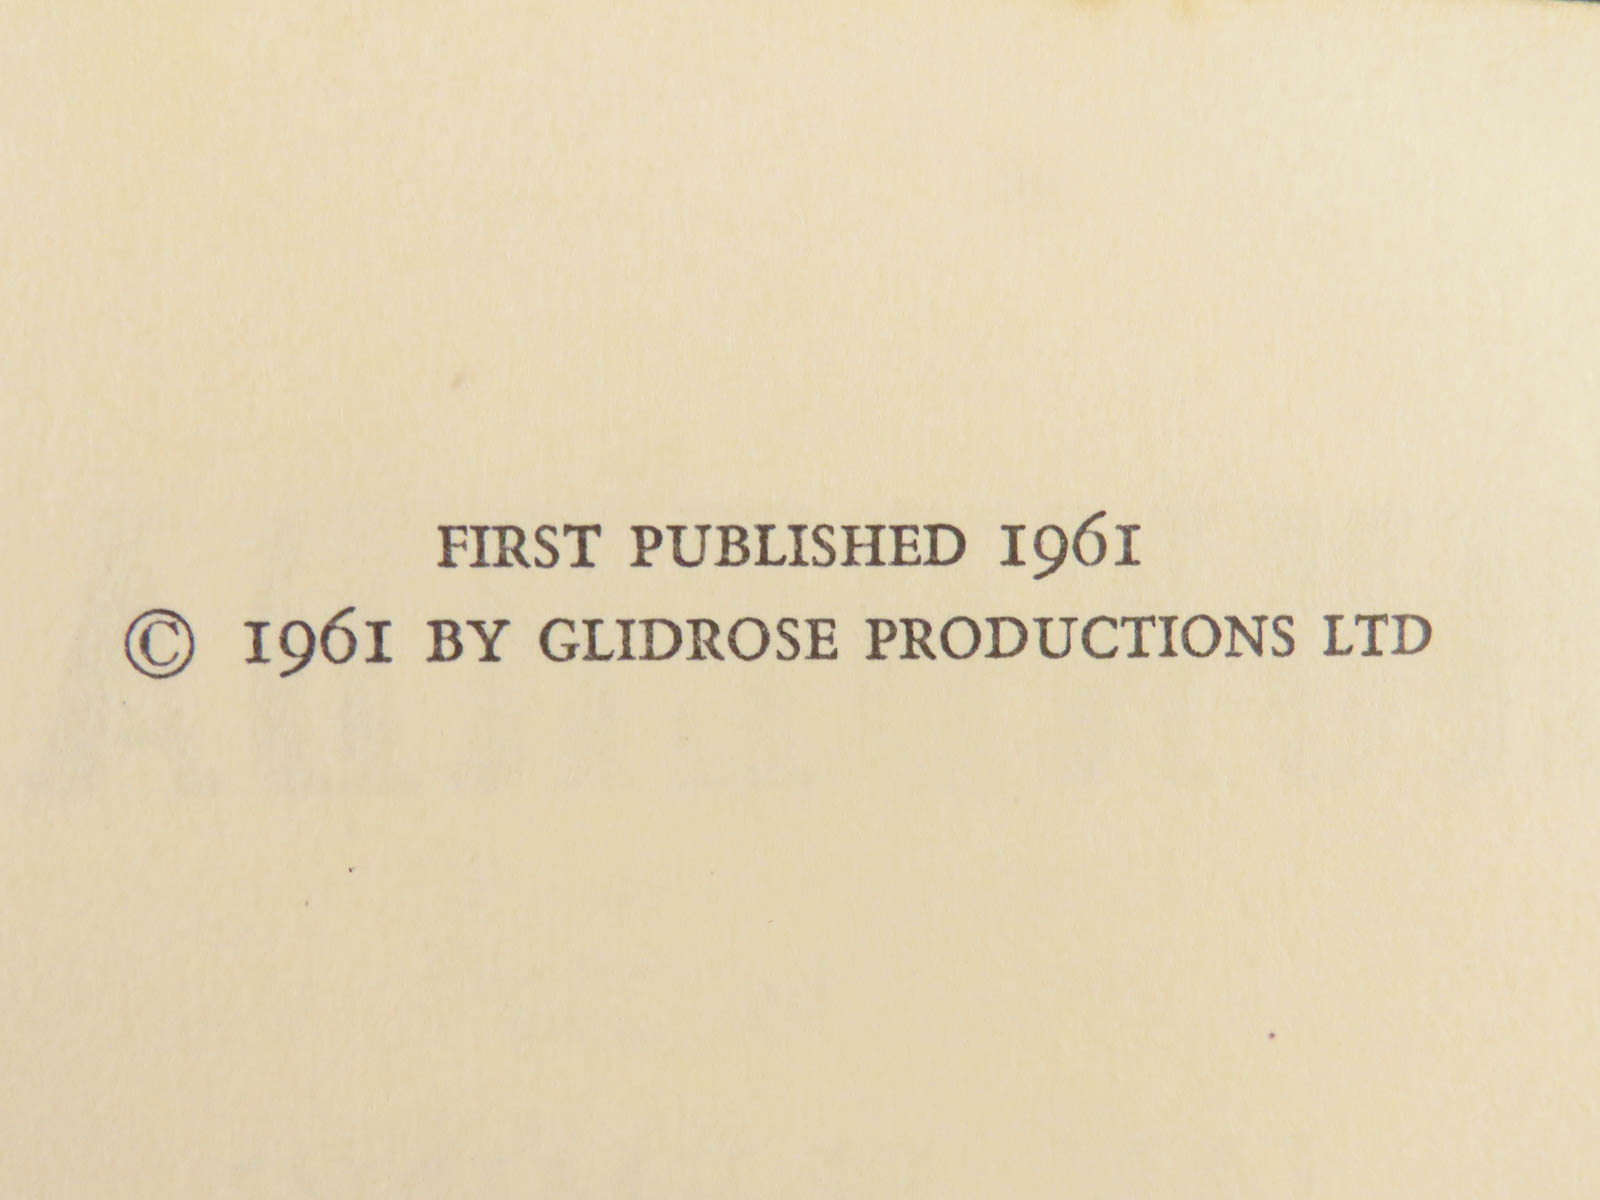 FIRST PUBLISHED 1961
© 1961 BY GLIDROSE PRODUCTIONS LTD